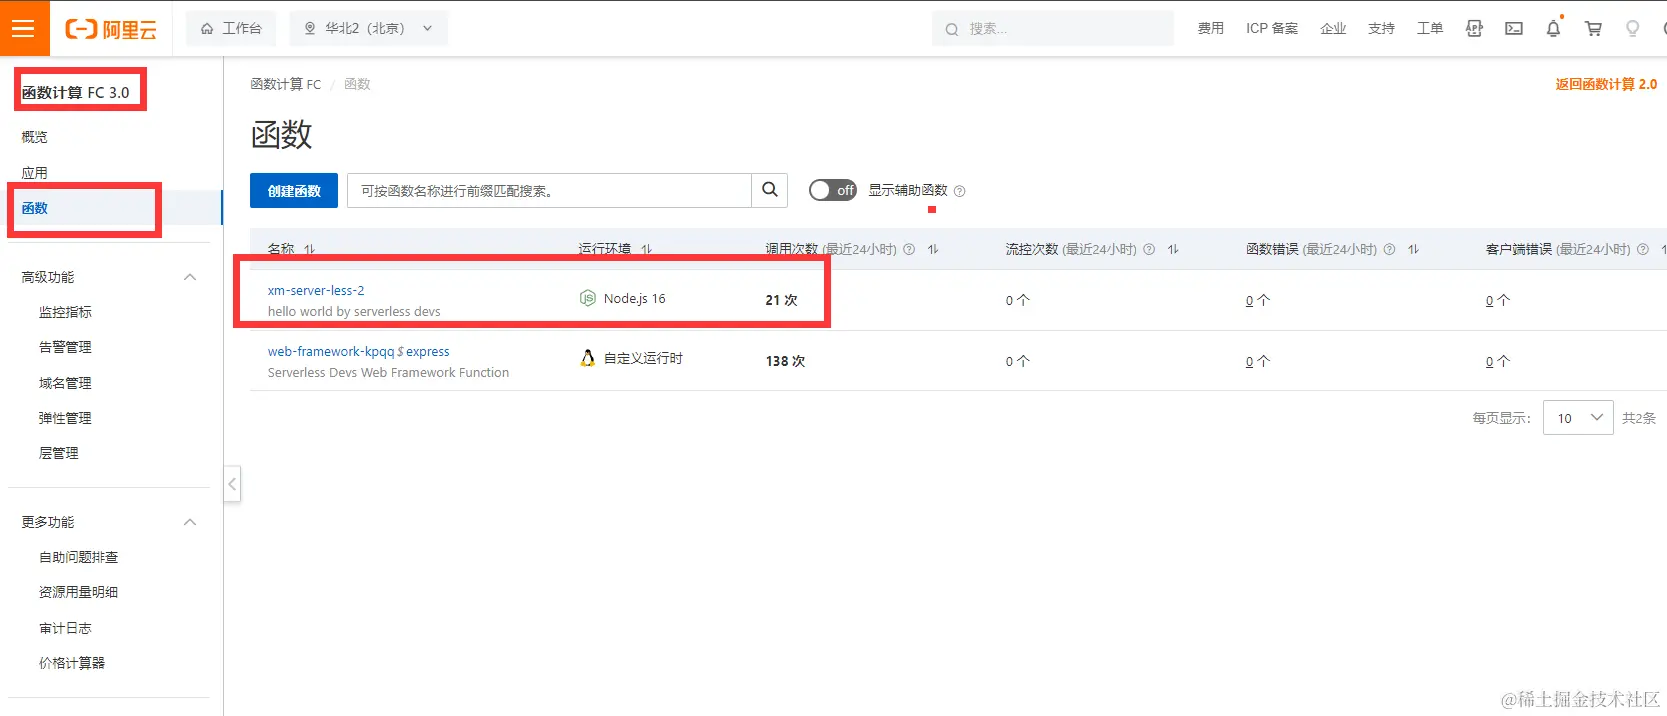 阿里云 工作台 华北2（北京） 搜索... 费用 ICP 备案 企业 支持 工单
函数计算 FC 3.0
概览
应用
函数
高级功能
监控指标
告警管理
域名管理
弹性管理
层管理
更多功能
自助问题排查
资源用量明细
审计日志
价格计算器
函数计算 FC / 函数 返回函数计算 2.0
函数
创建函数 可按函数名称进行前缀匹配搜索。 off 显示辅助函数
名称 运行环境 调用次数 (最近24小时) 流控次数 (最近24小时) 函数错误 (最近24小时) 客户端错误 (最近24小时)
xm-server-less-2 Node.js 16 21 次 0 个 0 个 0 个
hello world by serverless devs
web-framework-kpqq$express 自定义运行时 138 次 0 个 0 个 0 个
Serverless Devs Web Framework Function
每页显示： 10 共2条
@稀土掘金技术社区